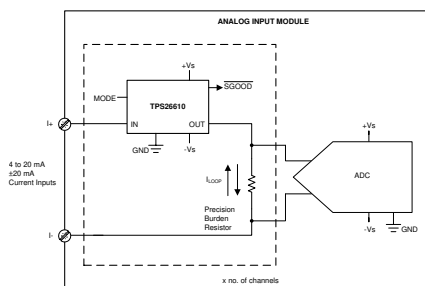 ANALOG INPUT MODULE
+Vs
SGOOD
MODE
TPS26610
I+
IN
OUT
GND
-Vs
+Vs
4 to 20 mA
±20 mA
Current Inputs
ILOOP
ADC
Precision
Burden
Resistor
-Vs
GND
I-
x no. of channels